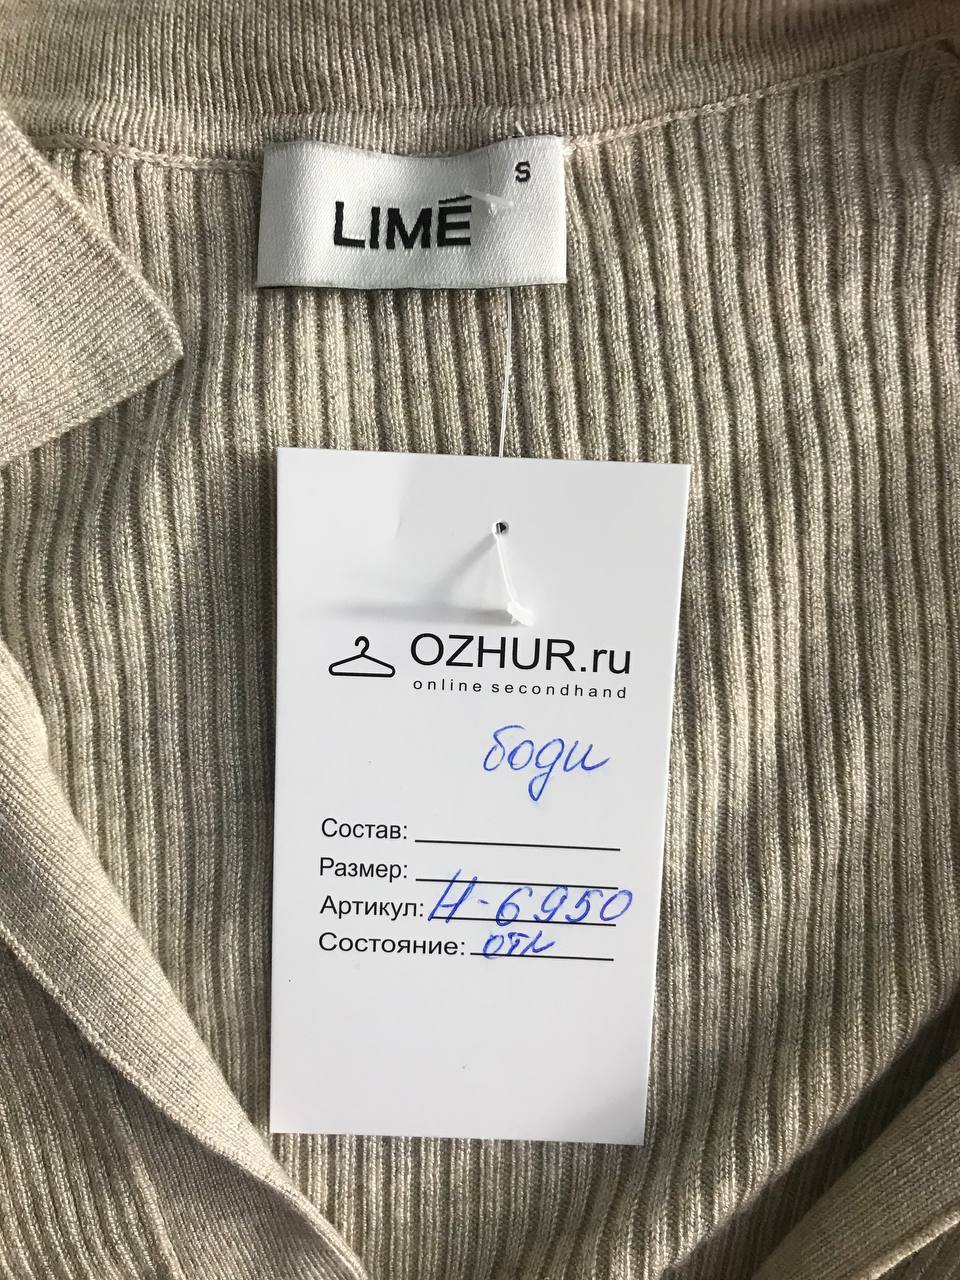 S
LIMÉ
OZHUR.ru
online secondhand
боди
Состав:
Размер:
Артикул: Н-6950
Состояние: отл